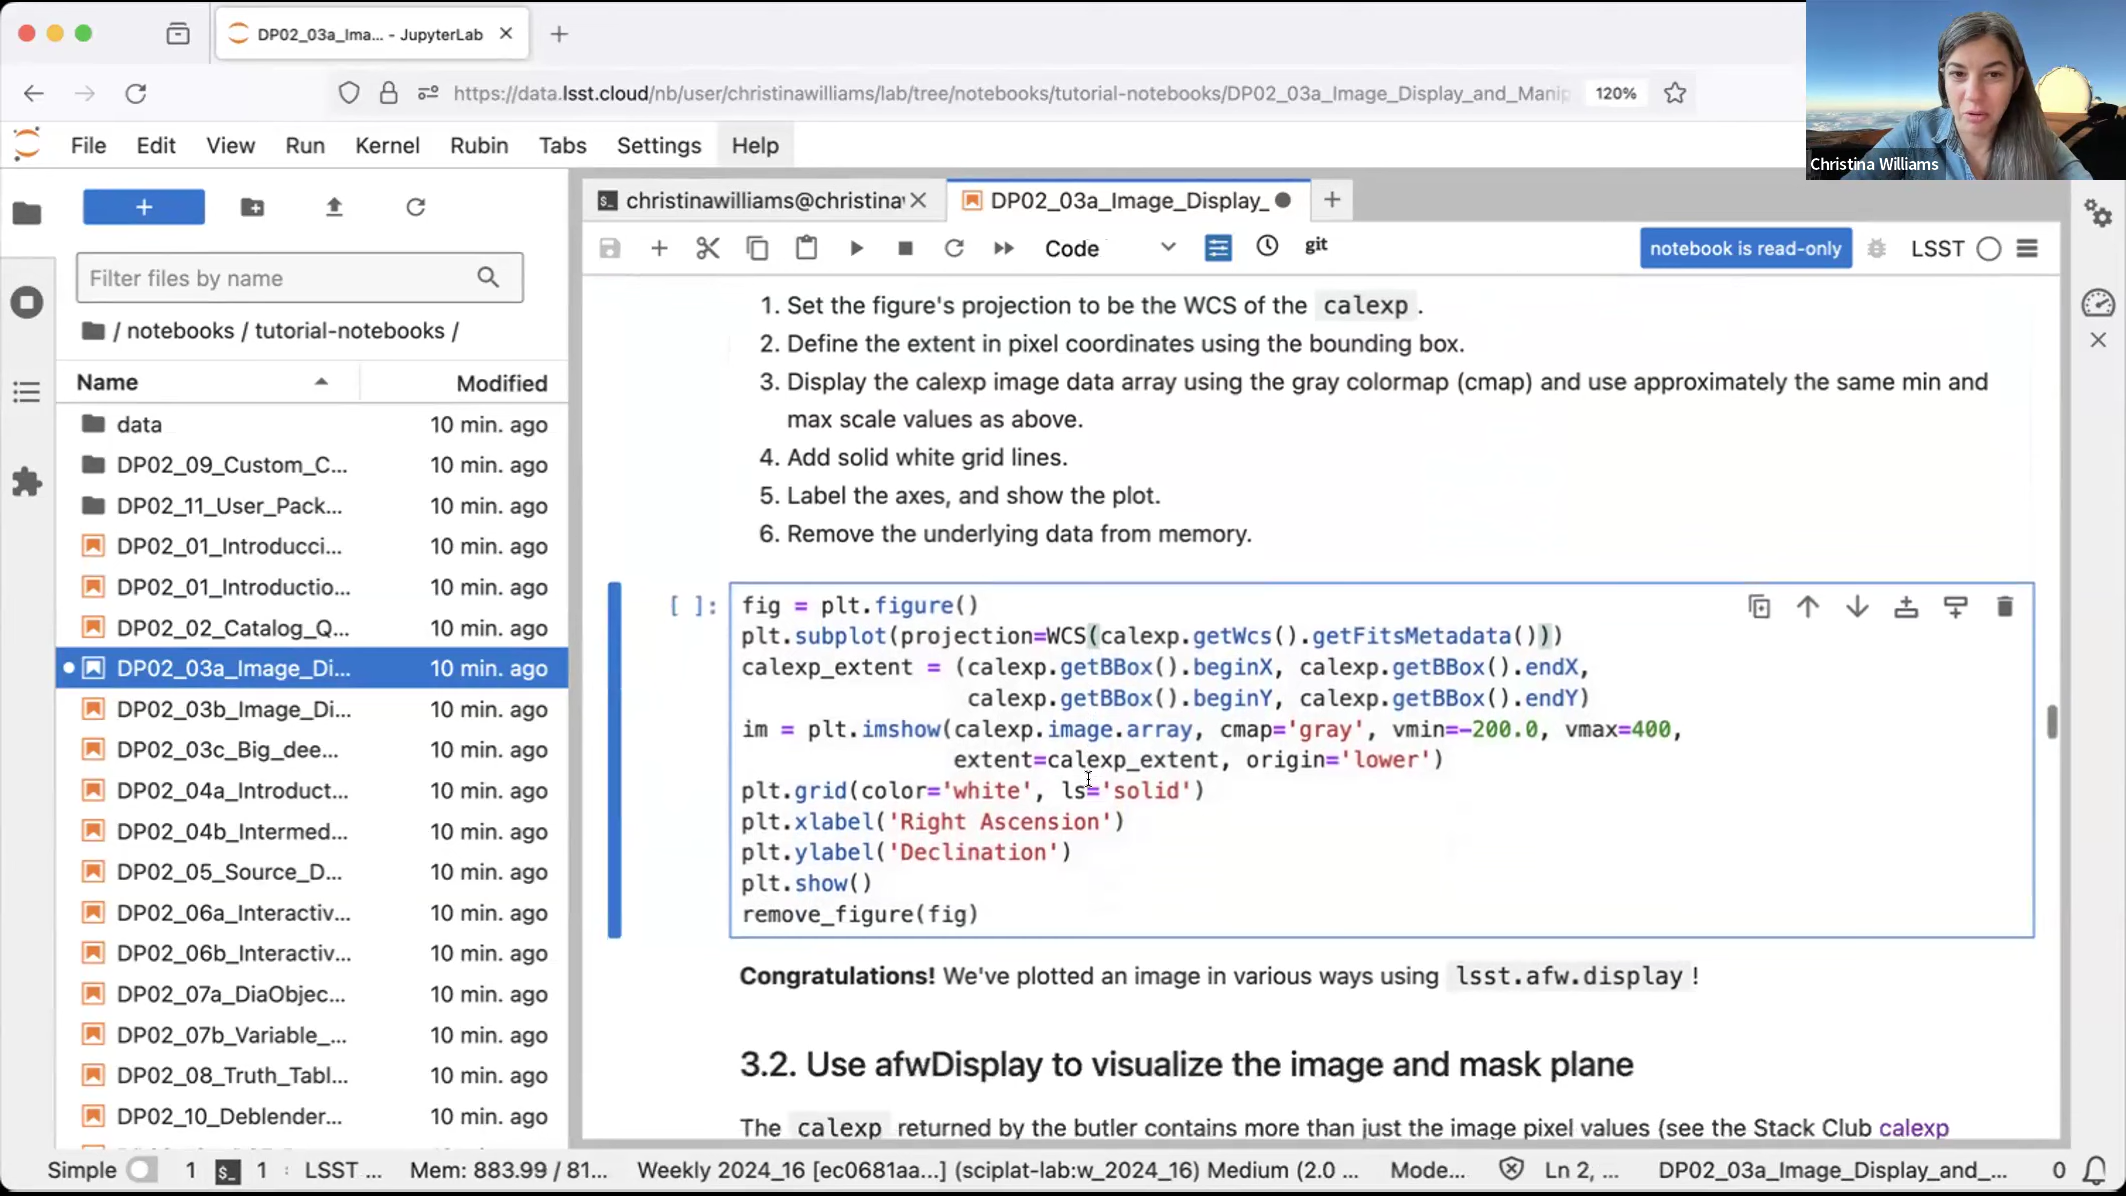 DP02_03a_Ima... - JupyterLab
https://data.lsst.cloud/nb/user/christinawilliams/lab/tree/notebooks/tutorial-notebooks/DP02_03a_Image_Display_and_Manip
120%
Christina Williams
File Edit View Run Kernel Rubin Tabs Settings Help
christinawilliams@christina
DP02_03a_Image_Display_
Code
git
notebook is read-only
LSST
Filter files by name
/ notebooks / tutorial-notebooks /
Name Modified
data 10 min. ago
DP02_09_Custom_C... 10 min. ago
DP02_11_User_Pack... 10 min. ago
DP02_01_Introducci... 10 min. ago
DP02_01_Introductio... 10 min. ago
DP02_02_Catalog_Q... 10 min. ago
DP02_03a_Image_Di... 10 min. ago
DP02_03b_Image_Di... 10 min. ago
DP02_03c_Big_dee... 10 min. ago
DP02_04a_Introduct... 10 min. ago
DP02_04b_Intermed... 10 min. ago
DP02_05_Source_D... 10 min. ago
DP02_06a_Interactiv... 10 min. ago
DP02_06b_Interactiv... 10 min. ago
DP02_07a_DiaObjec... 10 min. ago
DP02_07b_Variable_... 10 min. ago
DP02_08_Truth_Tabl... 10 min. ago
DP02_10_Deblender... 10 min. ago
1. Set the figure's projection to be the WCS of the calexp .
2. Define the extent in pixel coordinates using the bounding box.
3. Display the calexp image data array using the gray colormap (cmap) and use approximately the same min and
max scale values as above.
4. Add solid white grid lines.
5. Label the axes, and show the plot.
6. Remove the underlying data from memory.
[ ]:
fig = plt.figure()
plt.subplot(projection=WCS(calexp.getWcs().getFitsMetadata()))
calexp_extent = (calexp.getBBox().beginX, calexp.getBBox().endX,
calexp.getBBox().beginY, calexp.getBBox().endY)
im = plt.imshow(calexp.image.array, cmap='gray', vmin=-200.0, vmax=400,
extent=calexp_extent, origin='lower')
plt.grid(color='white', ls='solid')
plt.xlabel('Right Ascension')
plt.ylabel('Declination')
plt.show()
remove_figure(fig)
Congratulations! We've plotted an image in various ways using lsst.afw.display !
3.2. Use afwDisplay to visualize the image and mask plane
The calexp returned by the butler contains more than just the image pixel values (see the Stack Club calexp
Simple 1 1 LSST ... Mem: 883.99 / 81... Weekly 2024_16 [ec0681aa...] (sciplat-lab:w_2024_16) Medium (2.0 ... Mode... Ln 2, ... DP02_03a_Image_Display_and_... 0